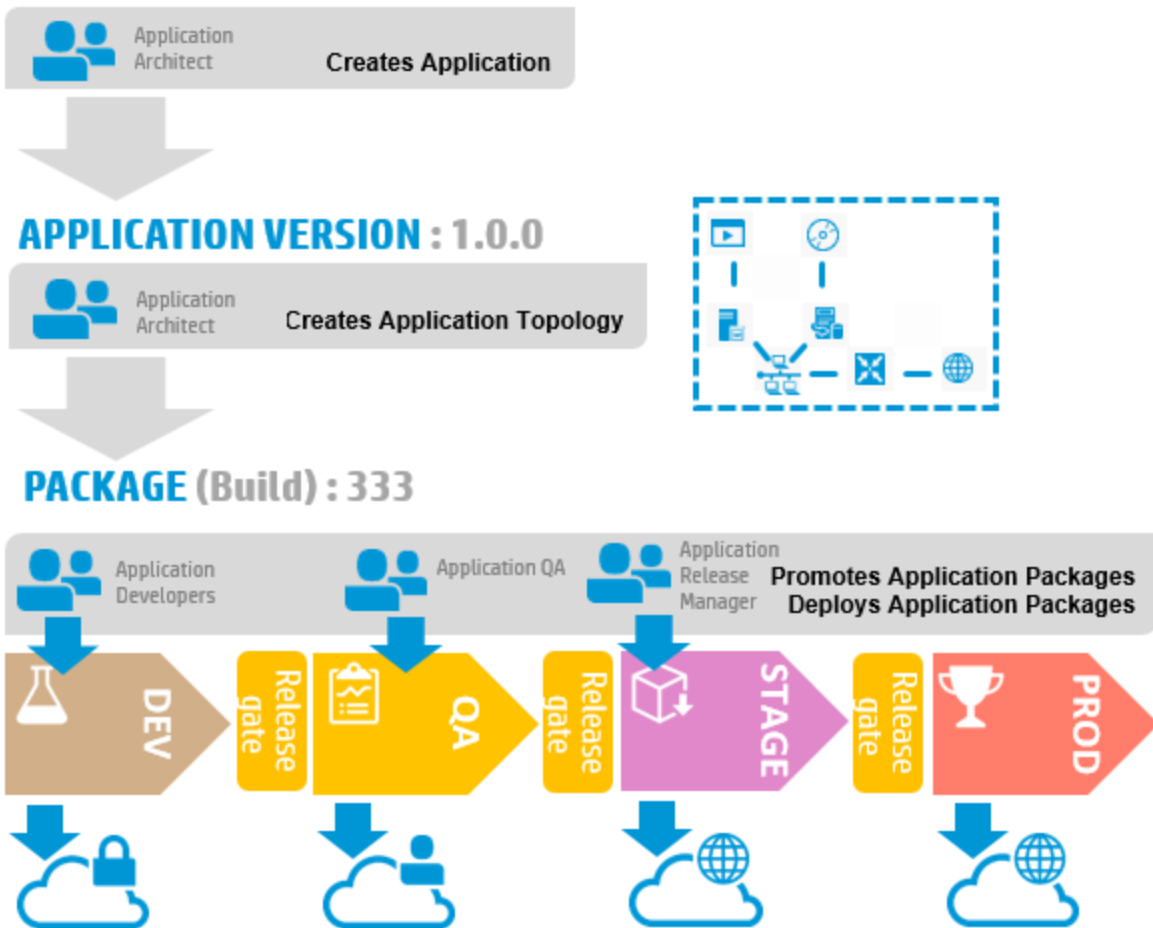 Application
Architect
Creates Application
APPLICATION VERSION : 1.0.0
Application
Architect
Creates Application Topology
PACKAGE (Build) : 333
Application
Developers
Application QA
Application
Release
Manager
Promotes Application Packages
Deploys Application Packages
DEV
Release
gate
QA
Release
gate
STAGE
Release
gate
PROD